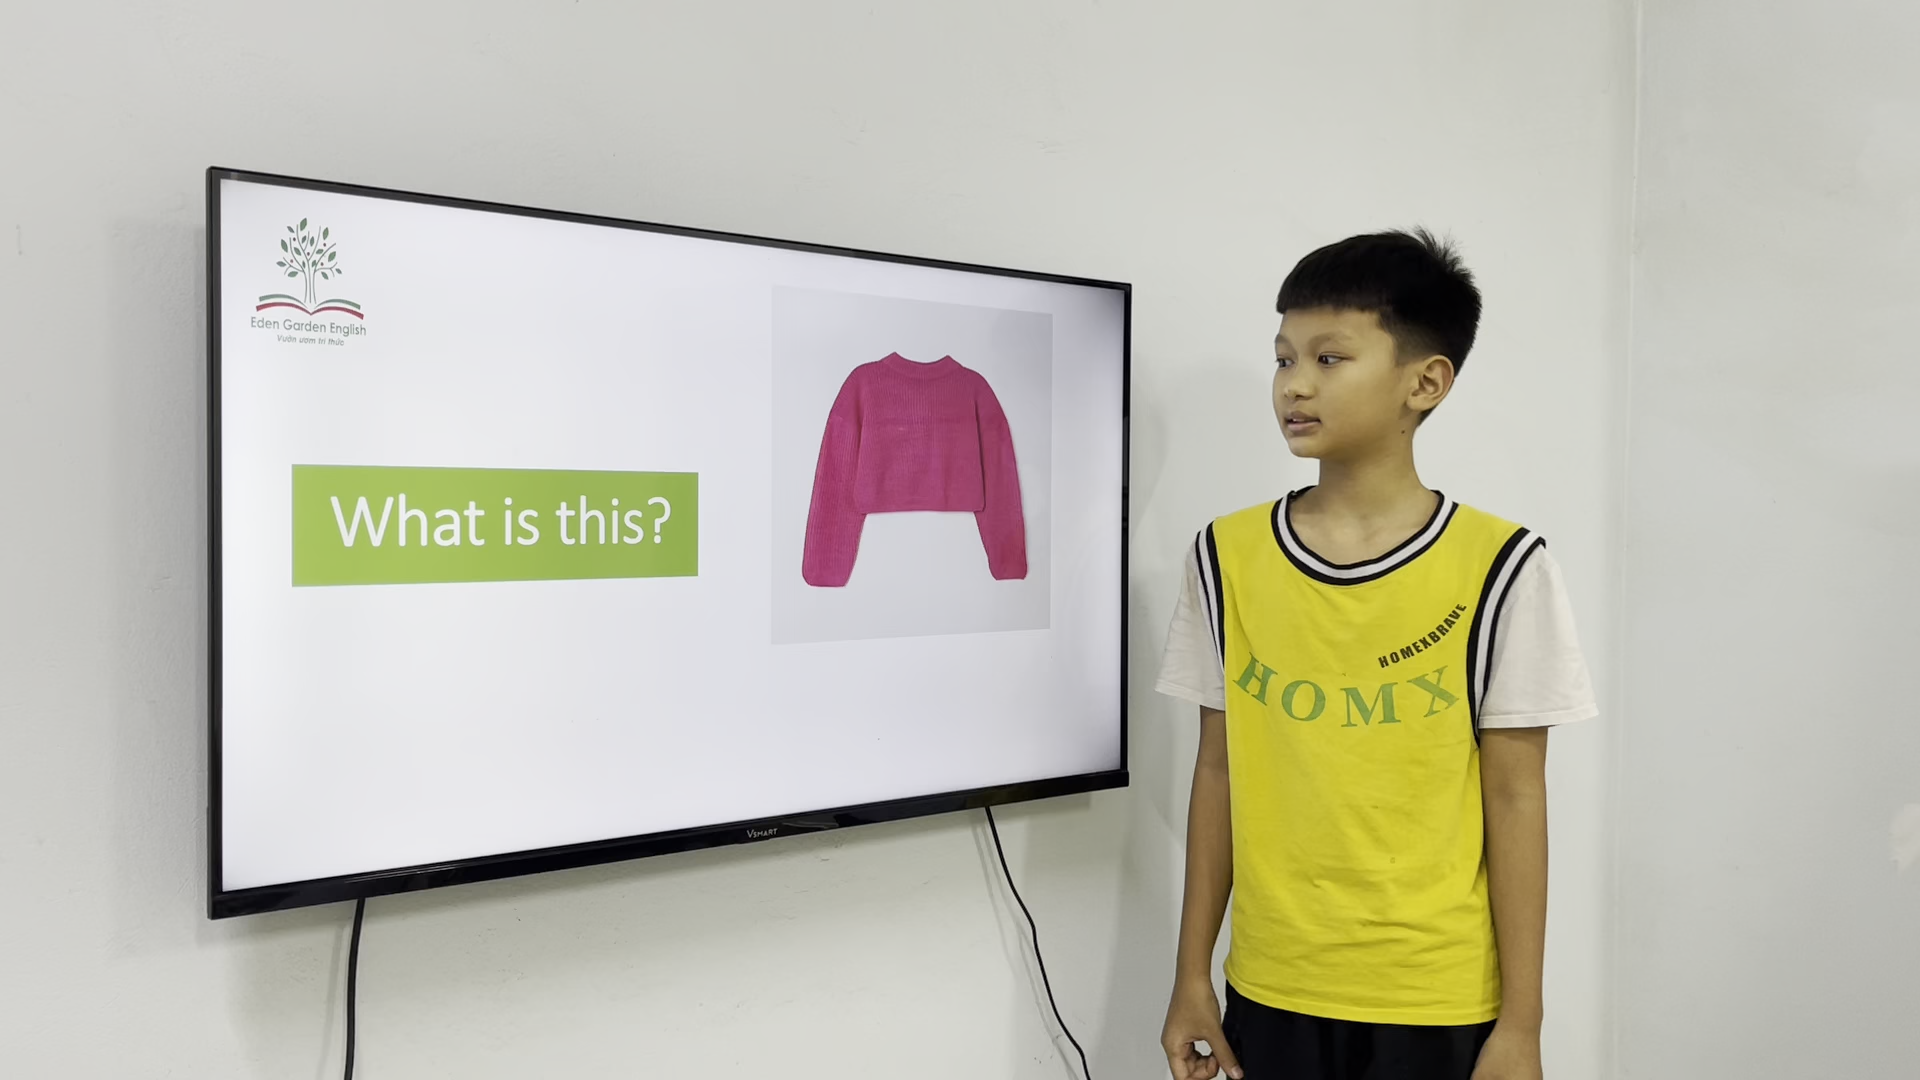 Eden Garden English
Vườn ươm tri thức
What is this?
VSMART
HOMEXBRAVE
HOMX